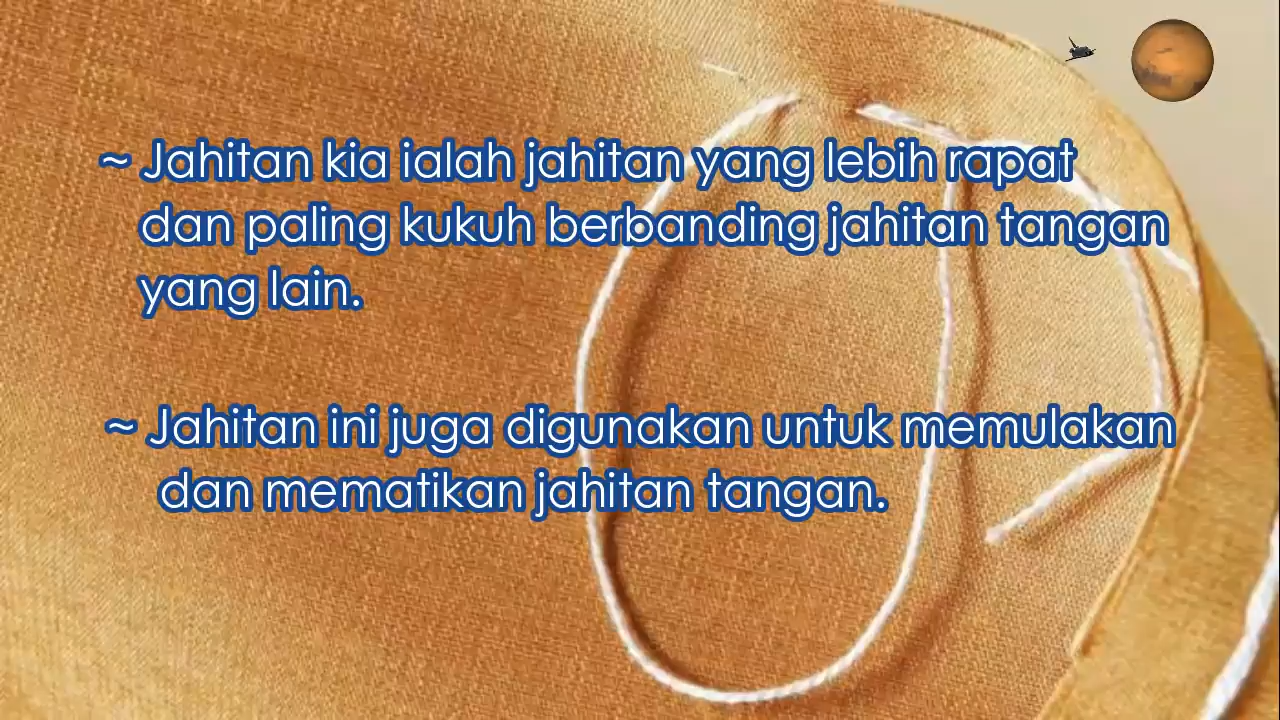 ~ Jahitan kia ialah jahitan yang lebih rapat
dan paling kukuh berbanding jahitan tangan
yang lain.
~ Jahitan ini juga digunakan untuk memulakan
dan mematikan jahitan tangan.